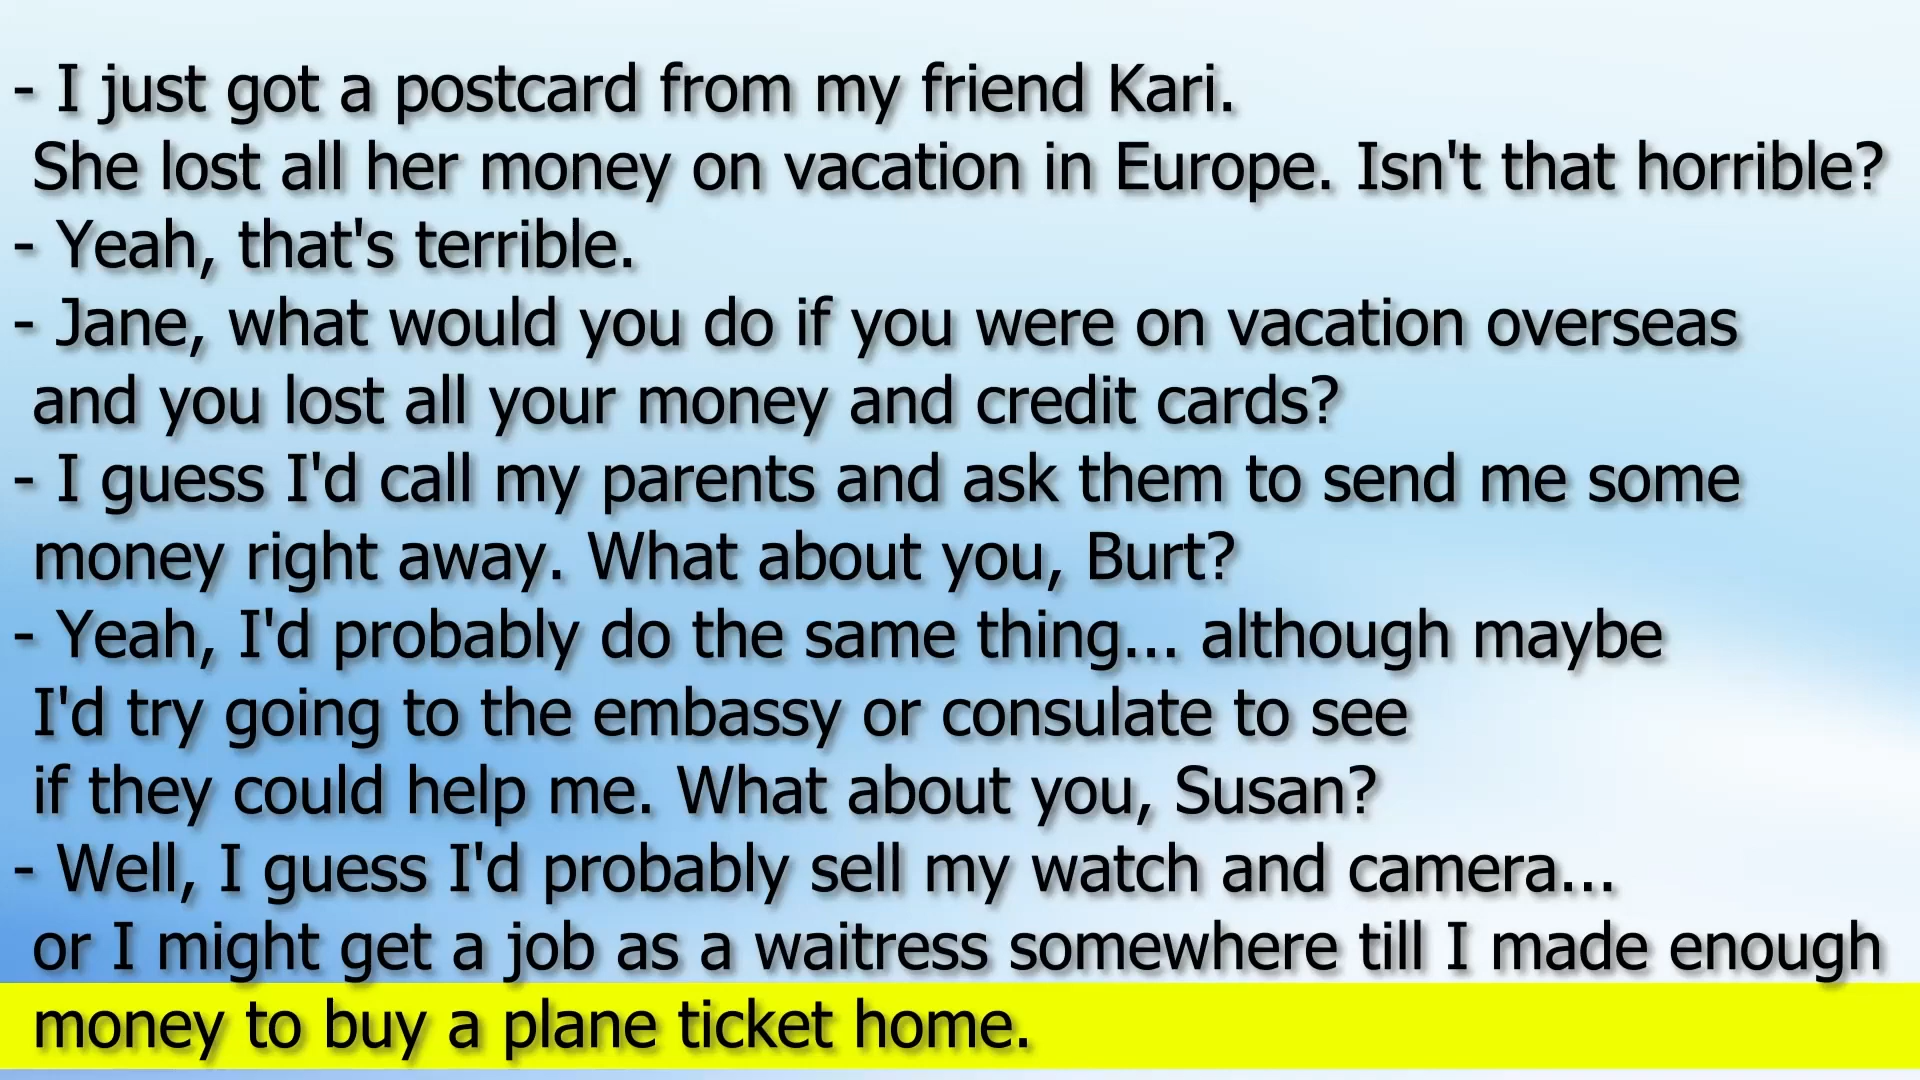 - I just got a postcard from my friend Kari.
She lost all her money on vacation in Europe. Isn't that horrible?
- Yeah, that's terrible.
- Jane, what would you do if you were on vacation overseas
and you lost all your money and credit cards?
- I guess I'd call my parents and ask them to send me some
money right away. What about you, Burt?
- Yeah, I'd probably do the same thing... although maybe
I'd try going to the embassy or consulate to see
if they could help me. What about you, Susan?
- Well, I guess I'd probably sell my watch and camera...
or I might get a job as a waitress somewhere till I made enough
money to buy a plane ticket home.